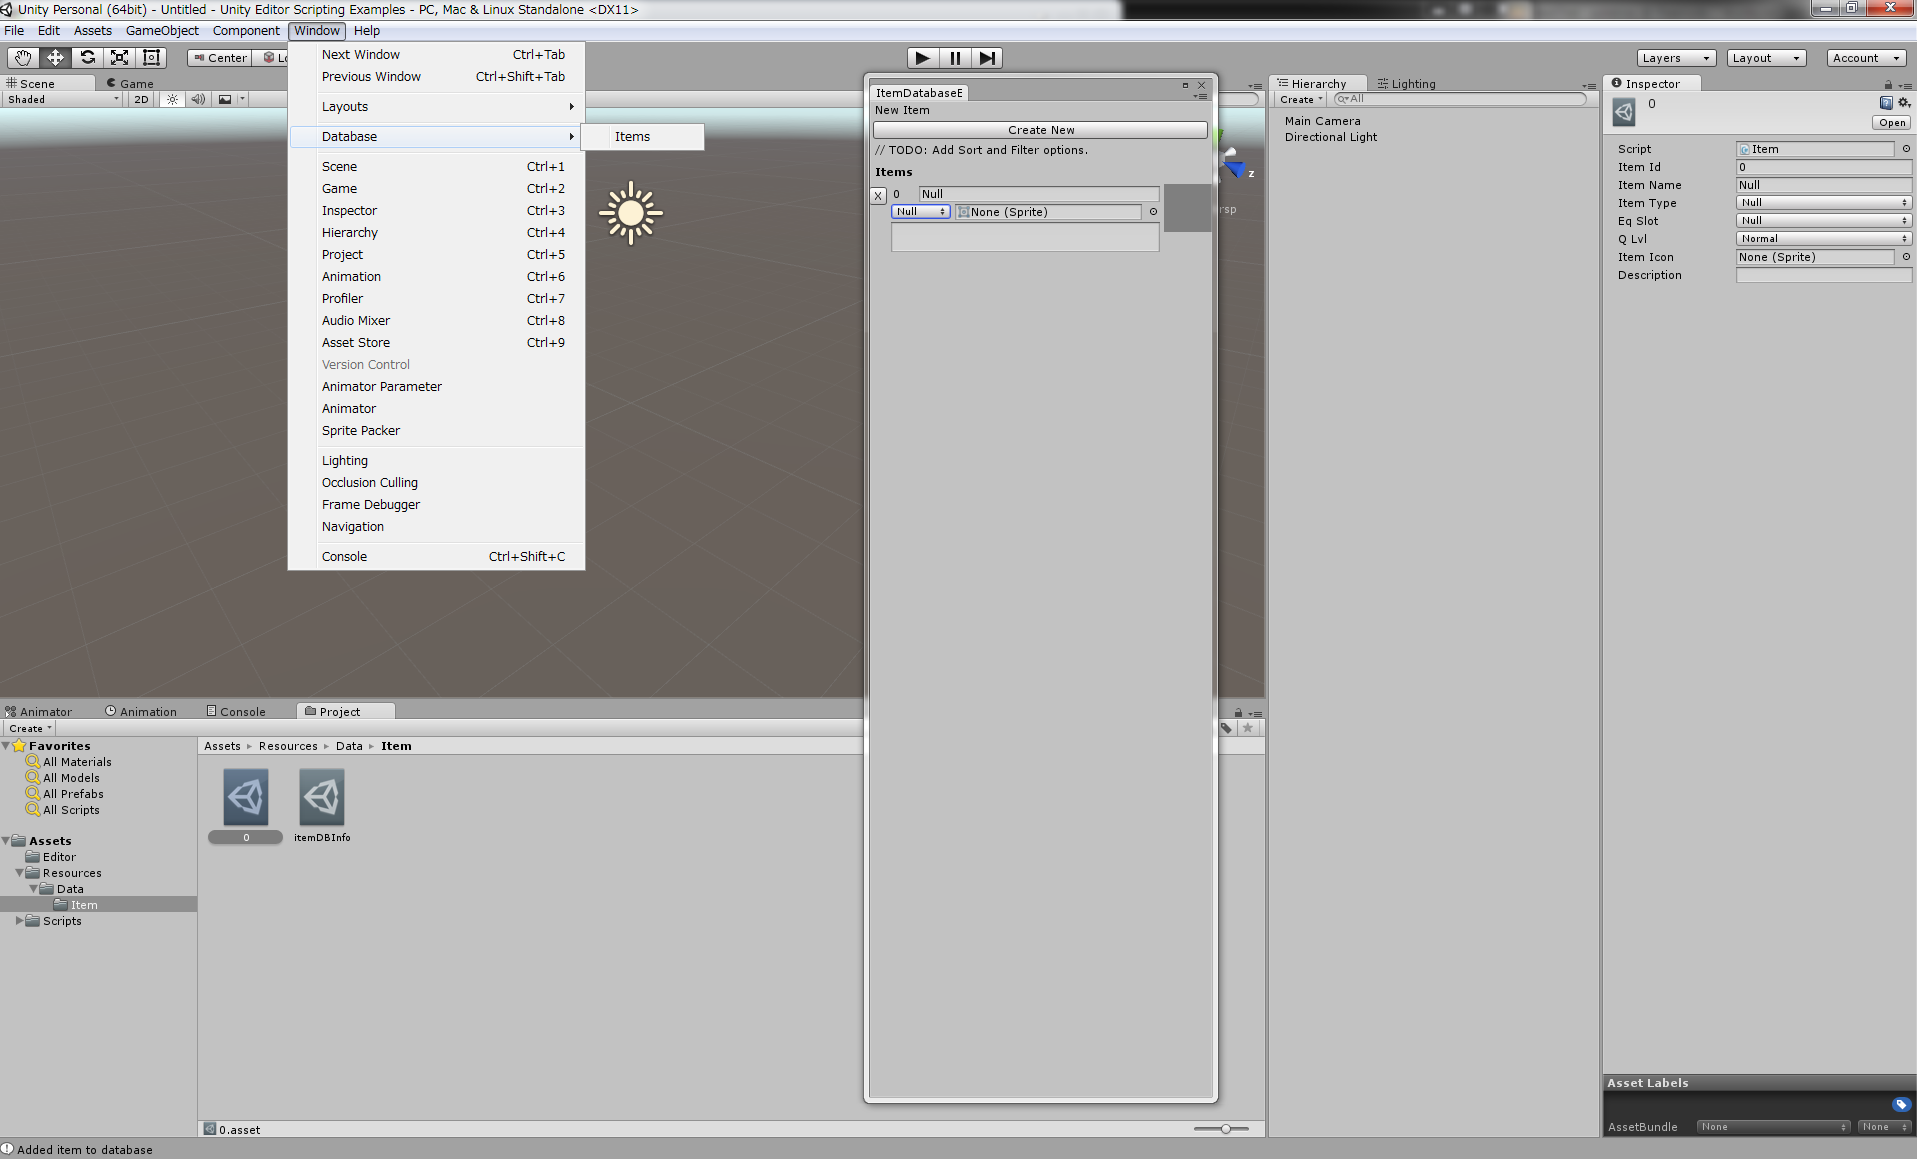 Unity Personal (64bit) - Untitled - Unity Editor Scripting Examples - PC, Mac & Linux Standalone <DX11>
File Edit Assets GameObject Component Window Help
Center Lo
Layers Layout Account
Scene Game
Shaded 2D
Next Window Ctrl+Tab
Previous Window Ctrl+Shift+Tab
Layouts
Database
Items
Scene Ctrl+1
Game Ctrl+2
Inspector Ctrl+3
Hierarchy Ctrl+4
Project Ctrl+5
Animation Ctrl+6
Profiler Ctrl+7
Audio Mixer Ctrl+8
Asset Store Ctrl+9
Version Control
Animator Parameter
Animator
Sprite Packer
Lighting
Occlusion Culling
Frame Debugger
Navigation
Console Ctrl+Shift+C
ItemDatabaseE
New Item
Create New
// TODO: Add Sort and Filter options.
Items
X 0 Null
Null None (Sprite)
z
rsp
Hierarchy Lighting
Create All
Main Camera
Directional Light
Inspector
0
Open
Script Item
Item Id 0
Item Name Null
Item Type Null
Eq Slot Null
Q Lvl Normal
Item Icon None (Sprite)
Description
Animator Animation Console Project
Create
Favorites
All Materials
All Models
All Prefabs
All Scripts
Assets
Editor
Resources
Data
Item
Scripts
Assets Resources Data Item
0 itemDBInfo
0.asset
Asset Labels
AssetBundle None None
Added item to database